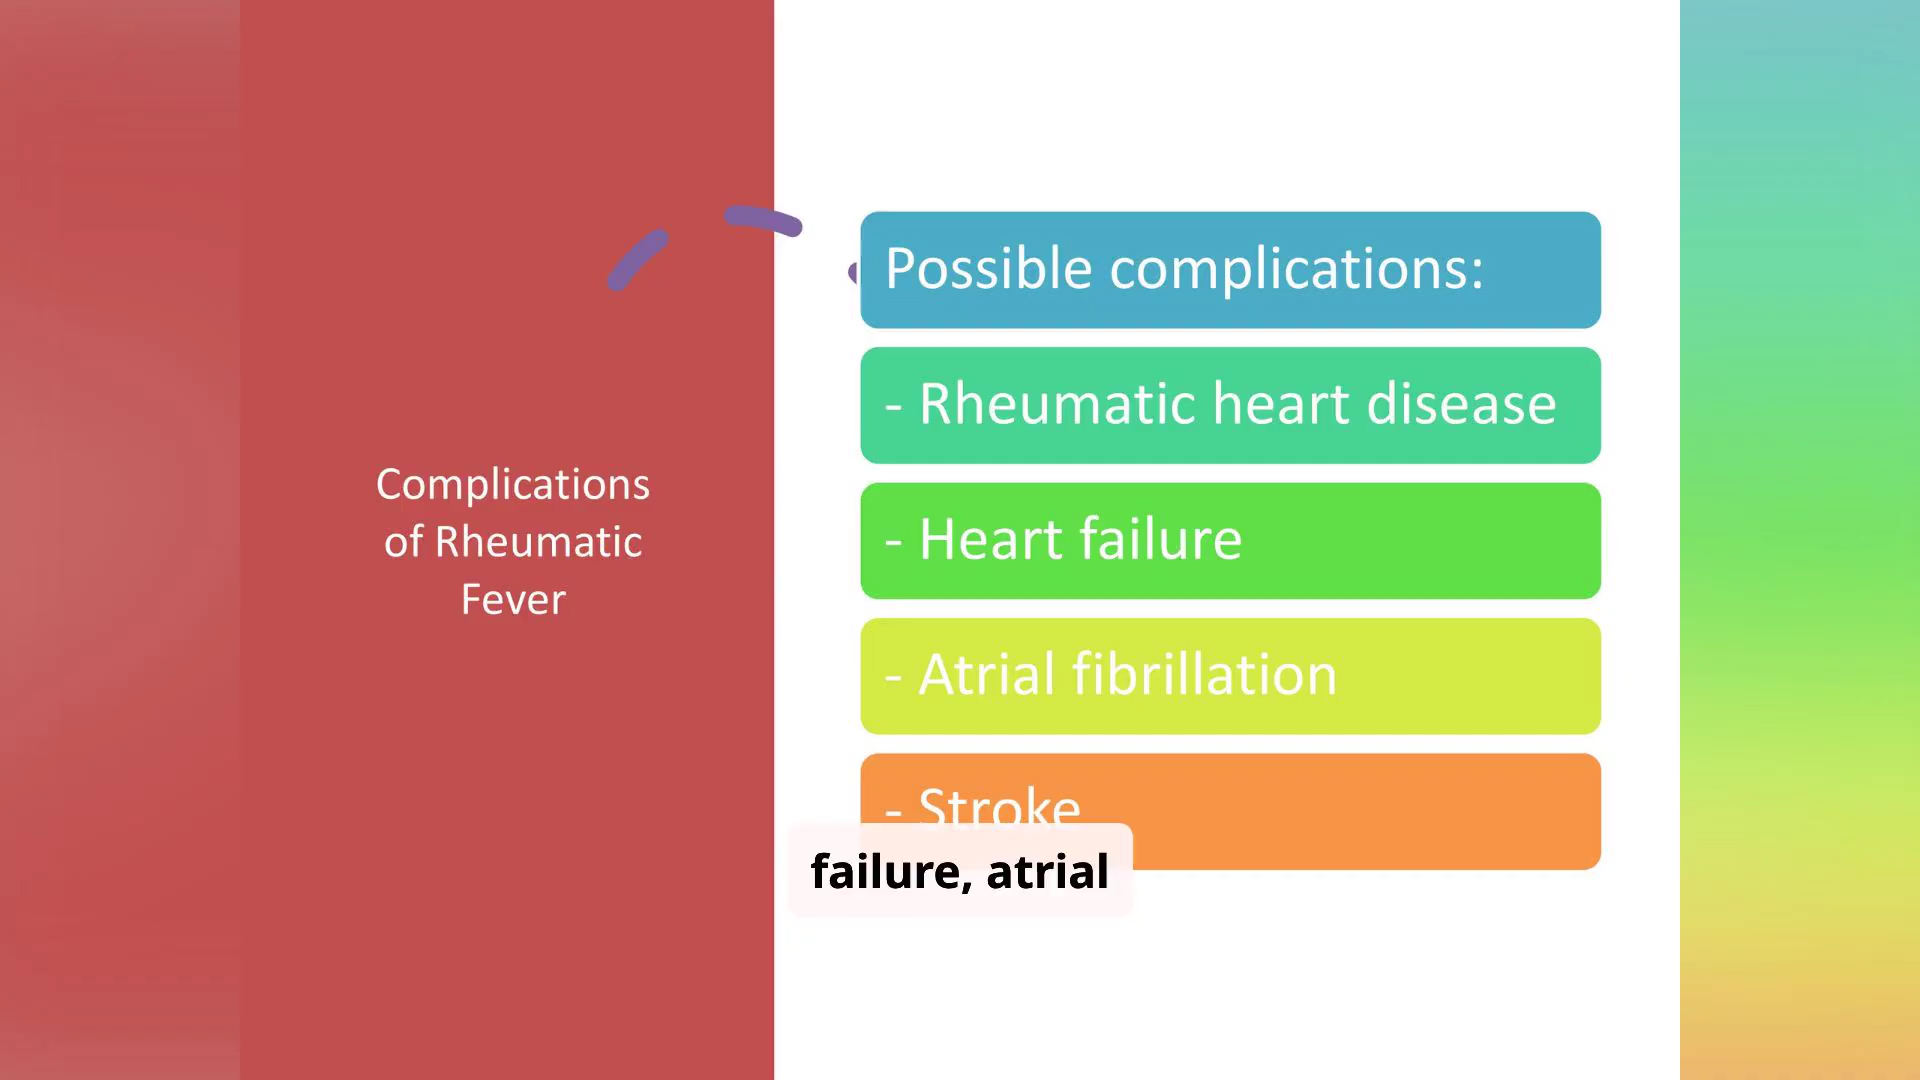 Complications
of Rheumatic
Fever
Possible complications:
- Rheumatic heart disease
- Heart failure
- Atrial fibrillation
- Stroke
failure, atrial